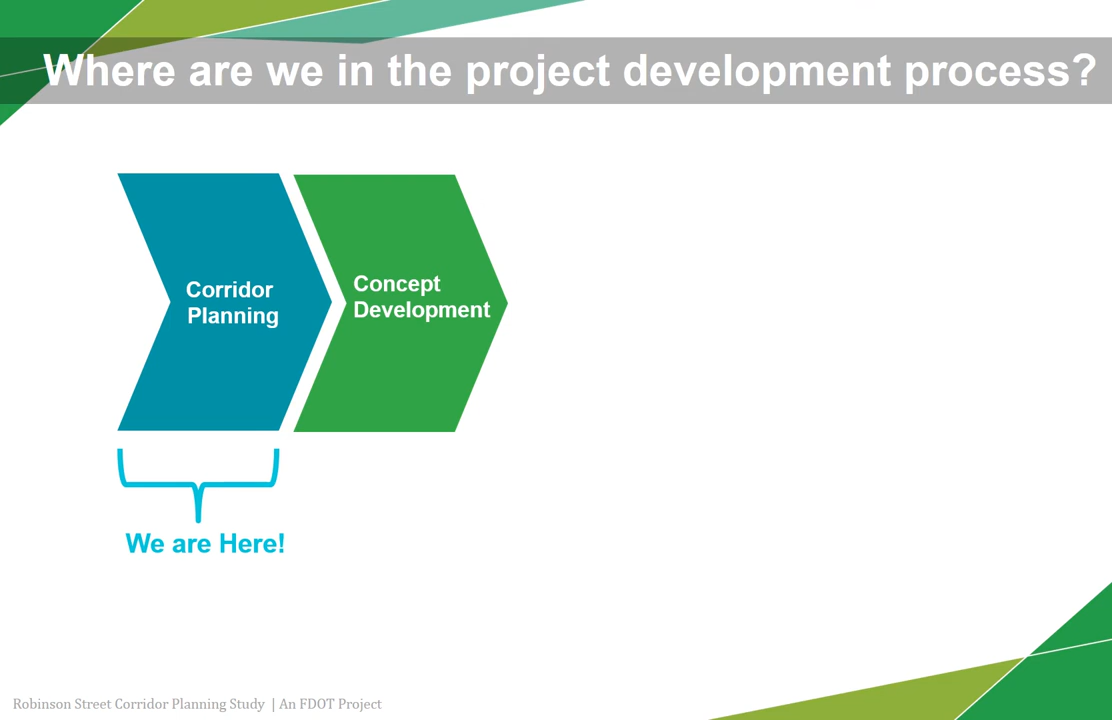 Where are we in the project development process?
Corridor
Planning
Concept
Development
We are Here!
Robinson Street Corridor Planning Study | An FDOT Project